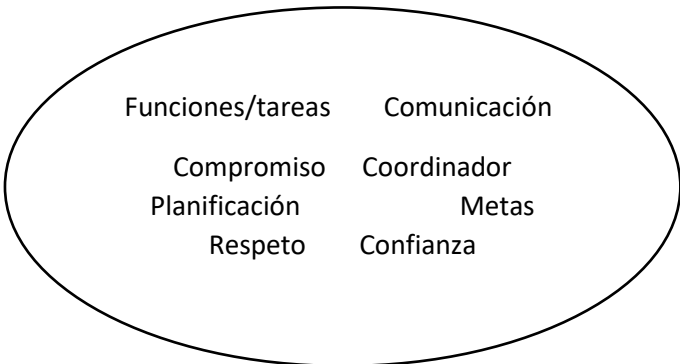 Funciones/tareas Comunicación
Compromiso Coordinador
Planificación Metas
Respeto Confianza